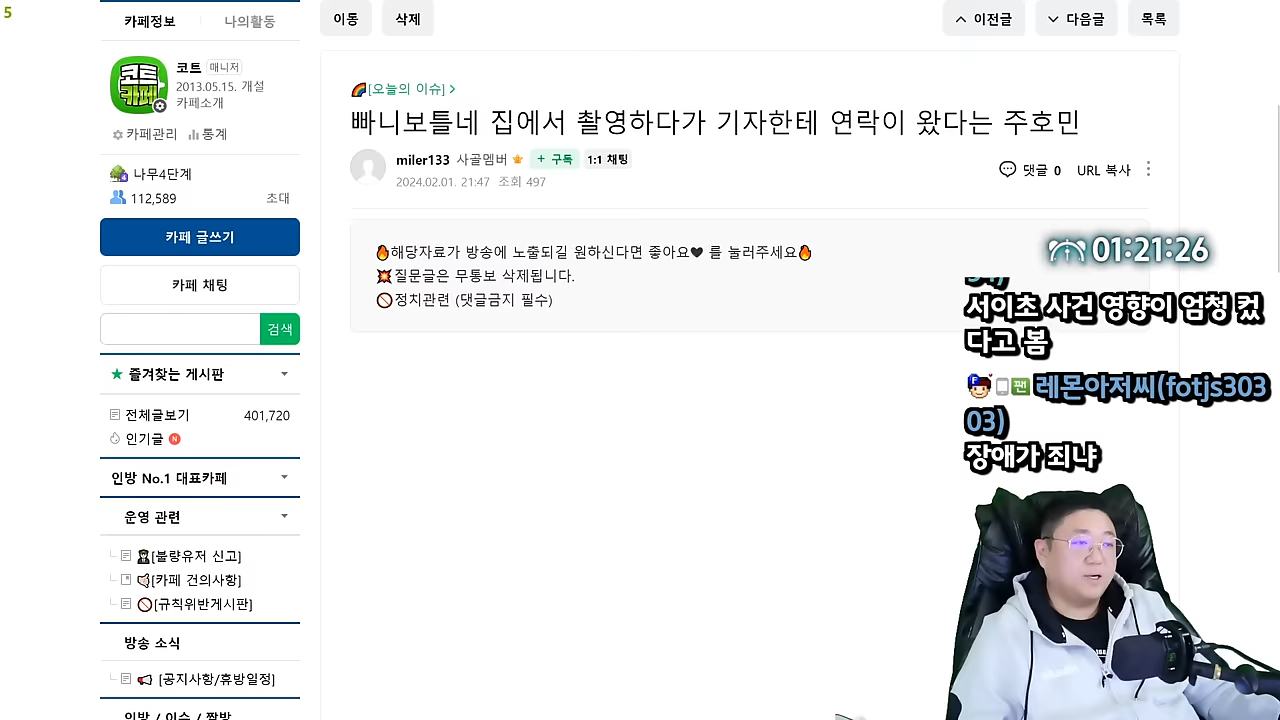 5
카페정보
나의활동
코트
카페
코트 매니저
2013.05.15. 개설
카페소개
카페관리
통계
나무4단계
112,589
초대
카페 글쓰기
카페 채팅
검색
즐겨찾는 게시판
전체글보기 401,720
인기글 N
인방 No.1 대표카페
운영 관련
[불량유저 신고]
[카페 건의사항]
🚫[규칙위반게시판]
방송 소식
[공지사항/휴방일정]
인방 / 이슈 / 짤방
이동
삭제
이전글
다음글
목록
🌈[오늘의 이슈] >
빠니보틀네 집에서 촬영하다가 기자한테 연락이 왔다는 주호민
miler133 사골멤버 + 구독 1:1 채팅
2024.02.01. 21:47 조회 497
댓글 0 URL 복사
🔥해당자료가 방송에 노출되길 원하신다면 좋아요♥ 를 눌러주세요🔥
💥질문글은 무통보 삭제됩니다.
🚫정치관련 (댓글금지 필수)
01:21:26
서이초 사건 영향이 엄청 컸
다고 봄
팬 레몬아저씨(fotjs303
03)
장애가 죄냐